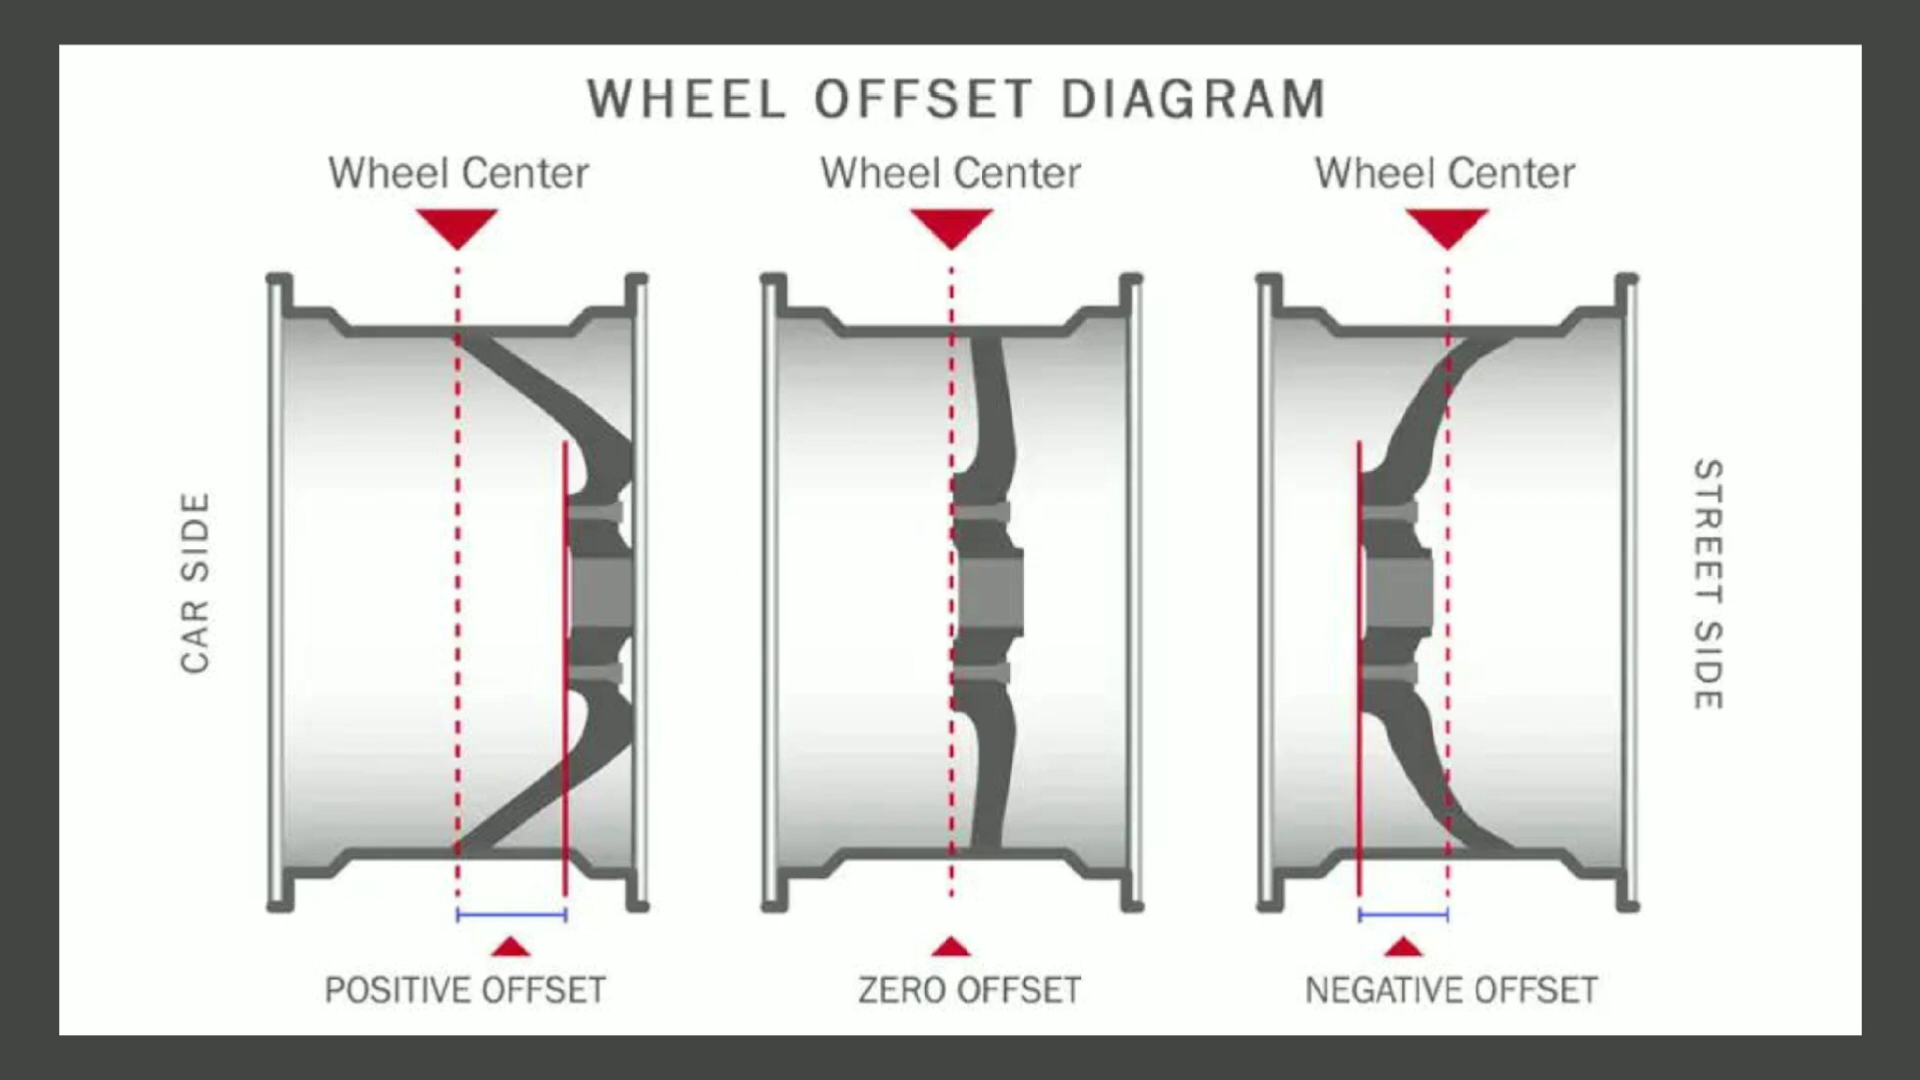 WHEEL OFFSET DIAGRAM
Wheel Center
Wheel Center
Wheel Center
CAR SIDE
STREET SIDE
POSITIVE OFFSET
ZERO OFFSET
NEGATIVE OFFSET